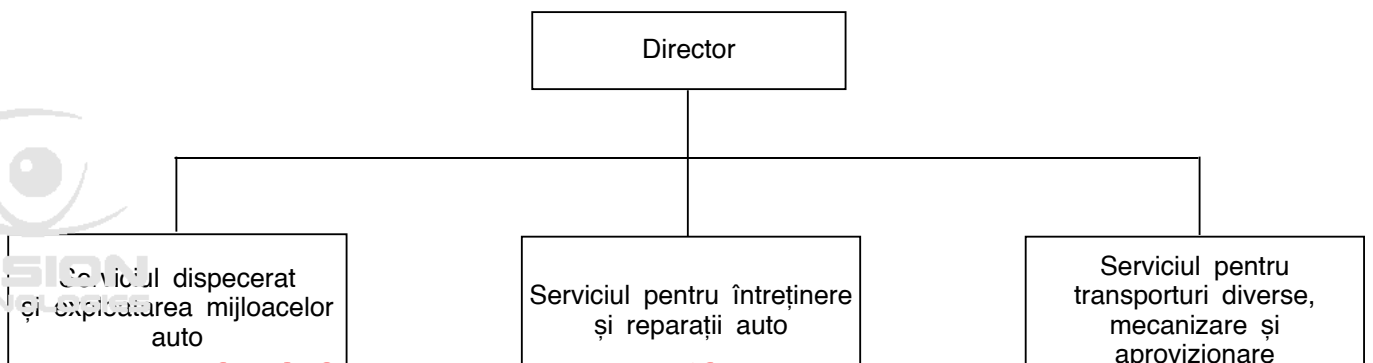 Director
Serviciul dispecerat
și exploatarea mijloacelor
auto
Serviciul pentru întreținere
și reparații auto
Serviciul pentru
transporturi diverse,
mecanizare și
aprovizionare